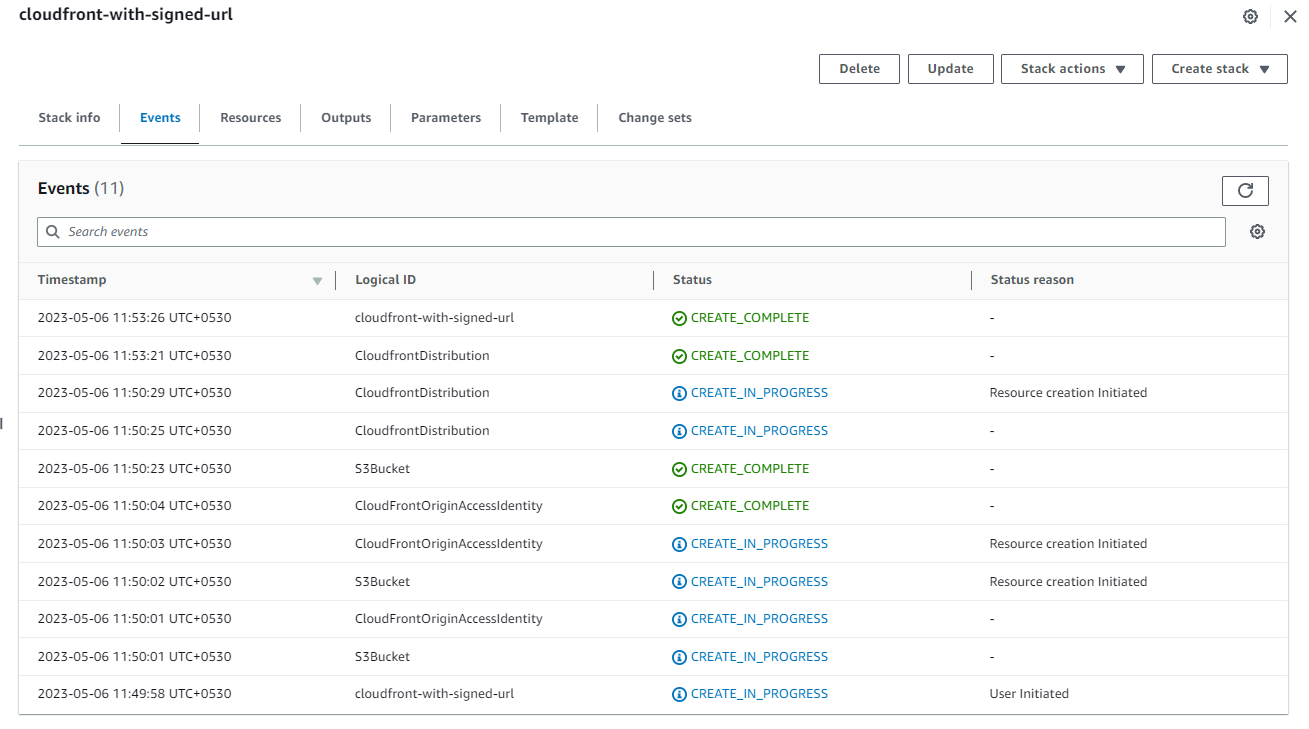 cloudfront-with-signed-url
Delete Update Stack actions Create stack
Stack info Events Resources Outputs Parameters Template Change sets
Events (11)
Search events
Timestamp Logical ID Status Status reason
2023-05-06 11:53:26 UTC+0530 cloudfront-with-signed-url CREATE_COMPLETE -
2023-05-06 11:53:21 UTC+0530 CloudfrontDistribution CREATE_COMPLETE -
2023-05-06 11:50:29 UTC+0530 CloudfrontDistribution CREATE_IN_PROGRESS Resource creation Initiated
2023-05-06 11:50:25 UTC+0530 CloudfrontDistribution CREATE_IN_PROGRESS -
2023-05-06 11:50:23 UTC+0530 S3Bucket CREATE_COMPLETE -
2023-05-06 11:50:04 UTC+0530 CloudFrontOriginAccessIdentity CREATE_COMPLETE -
2023-05-06 11:50:03 UTC+0530 CloudFrontOriginAccessIdentity CREATE_IN_PROGRESS Resource creation Initiated
2023-05-06 11:50:02 UTC+0530 S3Bucket CREATE_IN_PROGRESS Resource creation Initiated
2023-05-06 11:50:01 UTC+0530 CloudFrontOriginAccessIdentity CREATE_IN_PROGRESS -
2023-05-06 11:50:01 UTC+0530 S3Bucket CREATE_IN_PROGRESS -
2023-05-06 11:49:58 UTC+0530 cloudfront-with-signed-url CREATE_IN_PROGRESS User Initiated